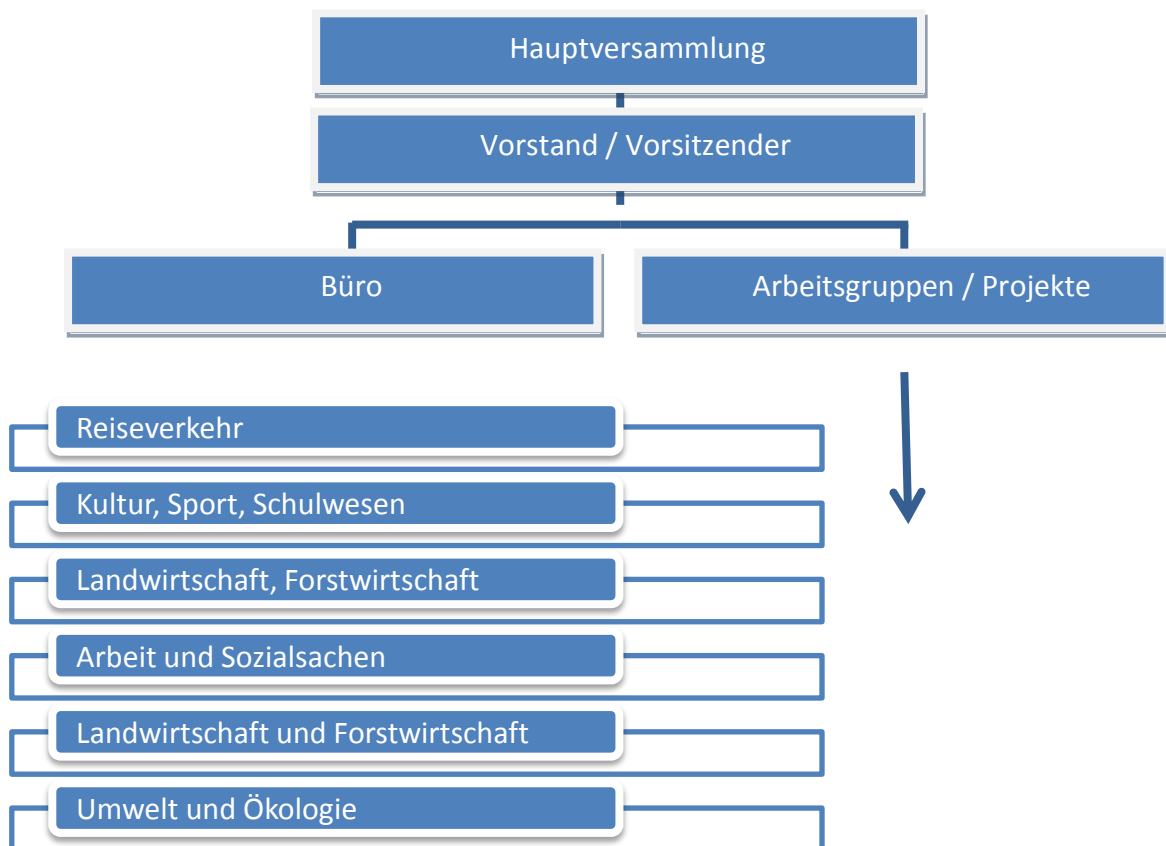 Hauptversammlung
Vorstand / Vorsitzender
Büro
Arbeitsgruppen / Projekte
Reiseverkehr
Kultur, Sport, Schulwesen
Landwirtschaft, Forstwirtschaft
Arbeit und Sozialsachen
Landwirtschaft und Forstwirtschaft
Umwelt und Ökologie